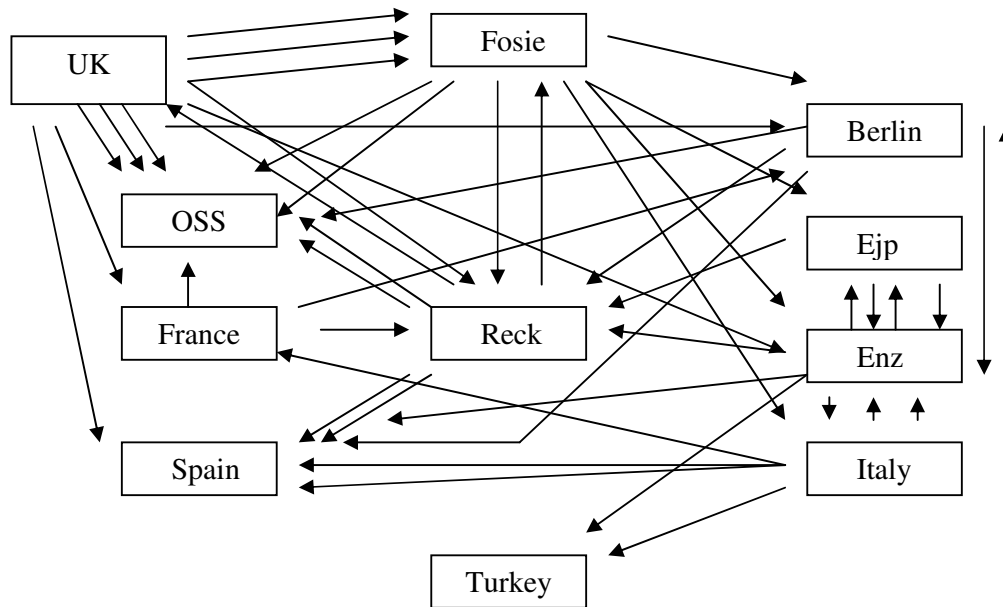 UK
Fosie
Berlin
OSS
Ejp
France
Reck
Enz
Spain
Italy
Turkey